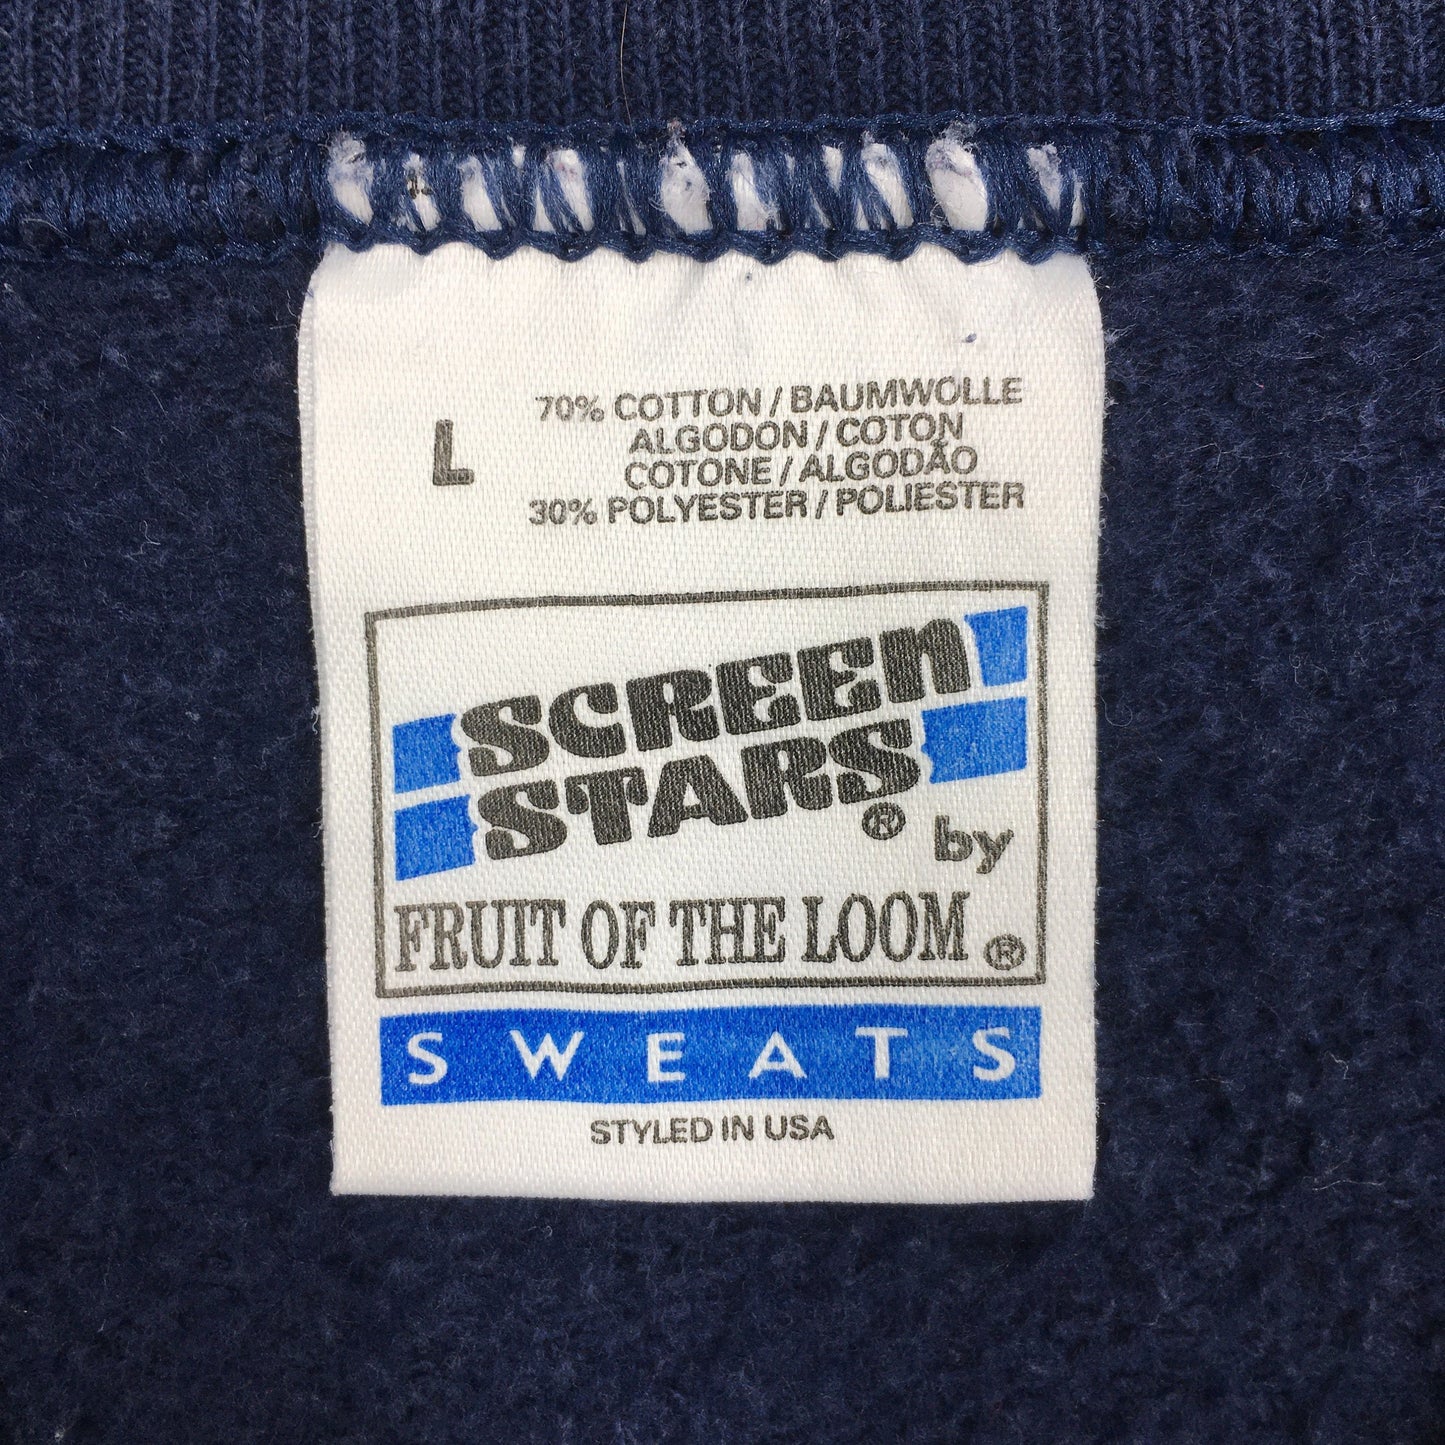 L
70% COTTON / BAUMWOLLE
ALGODON / COTON
COTONE / ALGODÃO
30% POLYESTER / POLIESTER
SCREEN
STARS® by
FRUIT OF THE LOOM ®
SWEATS
STYLED IN USA